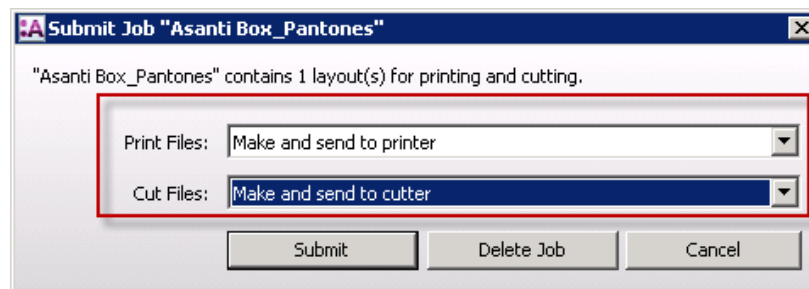 :A Submit Job "Asanti Box_Pantones"
"Asanti Box_Pantones" contains 1 layout(s) for printing and cutting.
Print Files: Make and send to printer
Cut Files: Make and send to cutter
Submit Delete Job Cancel